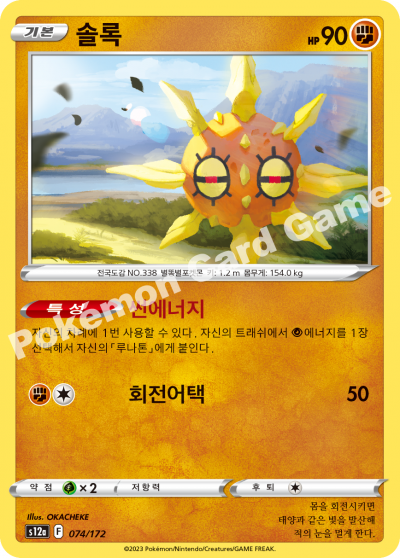 기본 솔록 HP 90
전국도감 NO.338 별똥별포켓몬 키: 1.2 m 몸무게: 154.0 kg
특성 선에너지
자신의 차례에 1번 사용할 수 있다. 자신의 트래쉬에서 에너지를 1장
선택해서 자신의 「루나톤」에게 붙인다.
회전어택 50
약점 ×2 저항력 후퇴
Illus. OKACHEKE
s12a F 074/172
몸을 회전시키면
태양과 같은 빛을 발산해
적의 눈을 멀게 한다.
©2023 Pokémon/Nintendo/Creatures/GAME FREAK.
Pokémon Card Game